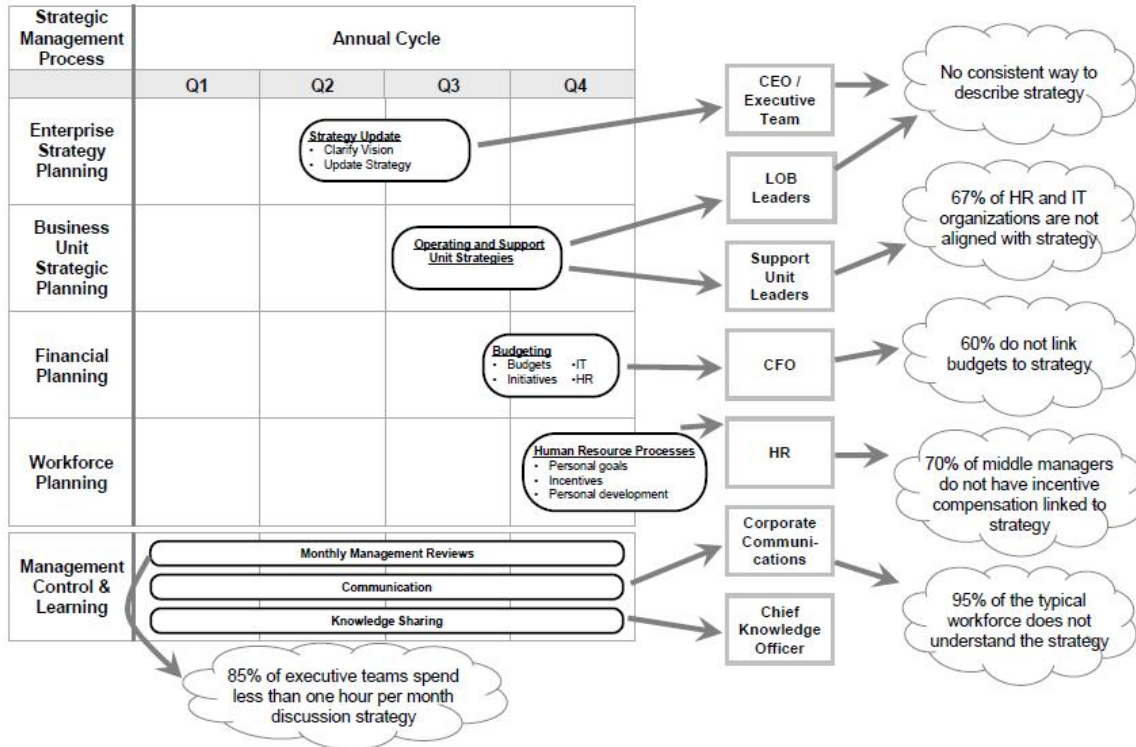 Strategic
Management
Process
Annual Cycle
Q1
Q2
Q3
Q4
Enterprise
Strategy
Planning
Strategy Update
• Clarify Vision
• Update Strategy
Business
Unit
Strategic
Planning
Operating and Support
Unit Strategies
Financial
Planning
Budgeting
• Budgets •IT
• Initiatives •HR
Workforce
Planning
Human Resource Processes
• Personal goals
• Incentives
• Personal development
Management
Control &
Learning
Monthly Management Reviews
Communication
Knowledge Sharing
CEO /
Executive
Team
LOB
Leaders
Support
Unit
Leaders
CFO
HR
Corporate
Communi-
cations
Chief
Knowledge
Officer
No consistent way to
describe strategy
67% of HR and IT
organizations are not
aligned with strategy
60% do not link
budgets to strategy
70% of middle managers
do not have incentive
compensation linked to
strategy
95% of the typical
workforce does not
understand the strategy
85% of executive teams spend
less than one hour per month
discussion strategy